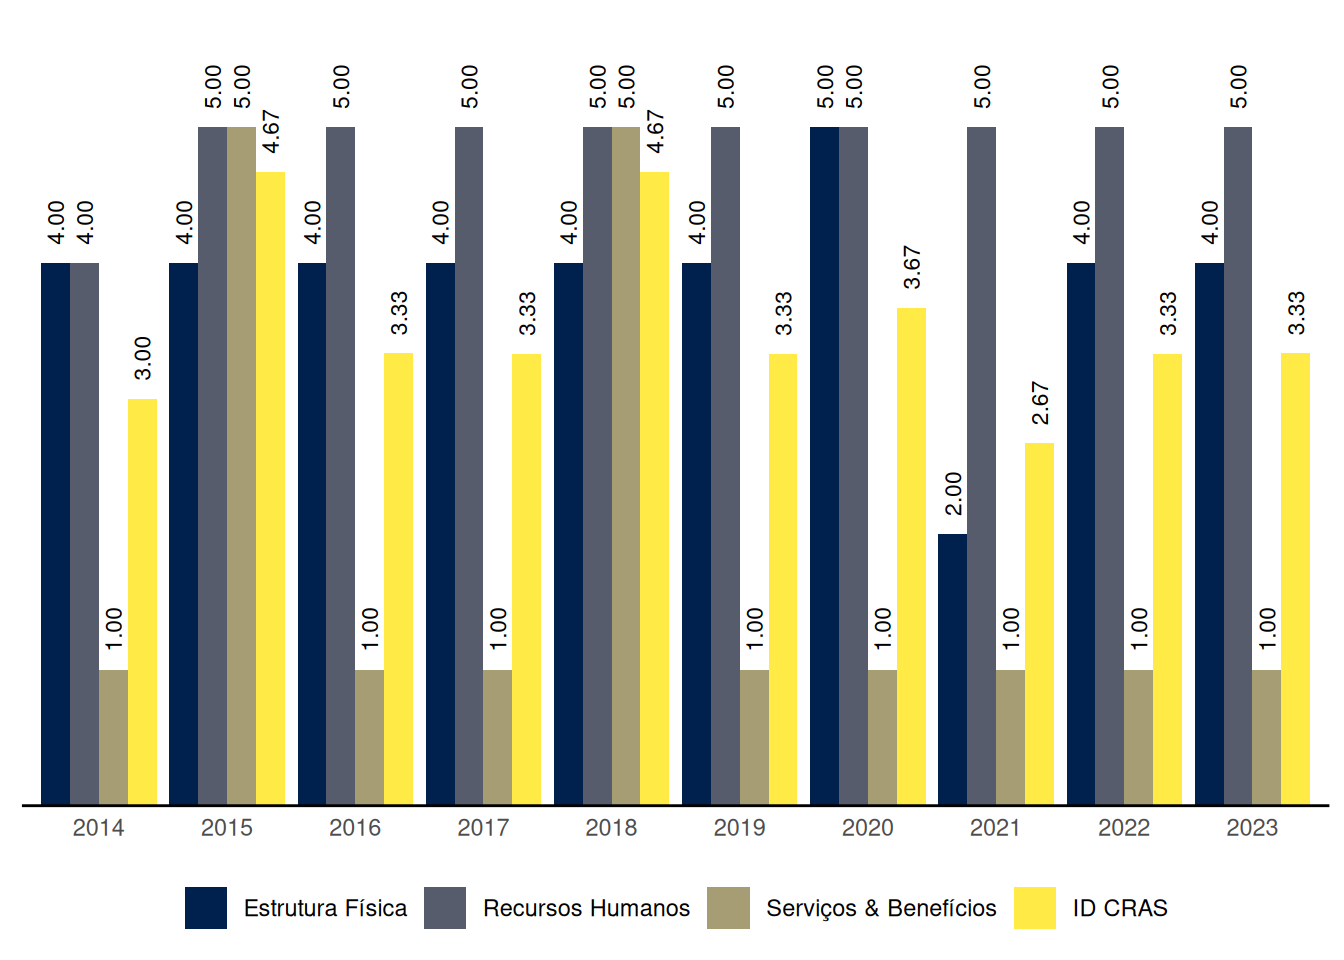 5.00 5.00 5.00 5.00 5.00 5.00 5.00 5.00 5.00 5.00 5.00 5.00 5.00
4.67 4.67
4.00 4.00 4.00 4.00 4.00 4.00 4.00 4.00 4.00
3.67
3.00 3.33 3.33 3.33 3.33 3.33
2.67
2.00
1.00 1.00 1.00 1.00 1.00 1.00 1.00 1.00
2014 2015 2016 2017 2018 2019 2020 2021 2022 2023
Estrutura Física Recursos Humanos Serviços & Benefícios ID CRAS